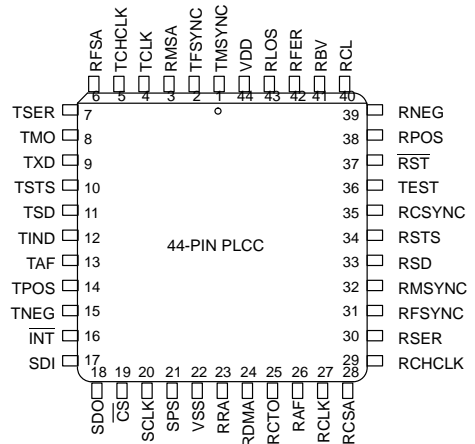 RFSA TCHCLK TCLK RMSA TFSYNC TMSYNC VDD RLOS RFER RBV RCL
6 5 4 3 2 1 44 43 42 41 40
TSER 7 39 RNEG
TMO 8 38 RPOS
TXD 9 37 RST
TSTS 10 36 TEST
TSD 11 35 RCSYNC
TIND 12 34 RSTS
44-PIN PLCC
TAF 13 33 RSD
TPOS 14 32 RMSYNC
TNEG 15 31 RFSYNC
INT 16 30 RSER
SDI 17 29 RCHCLK
18 19 20 21 22 23 24 25 26 27 28
SDO CS SCLK SPS VSS RRA RDMA RCTO RAF RCLK RCSA